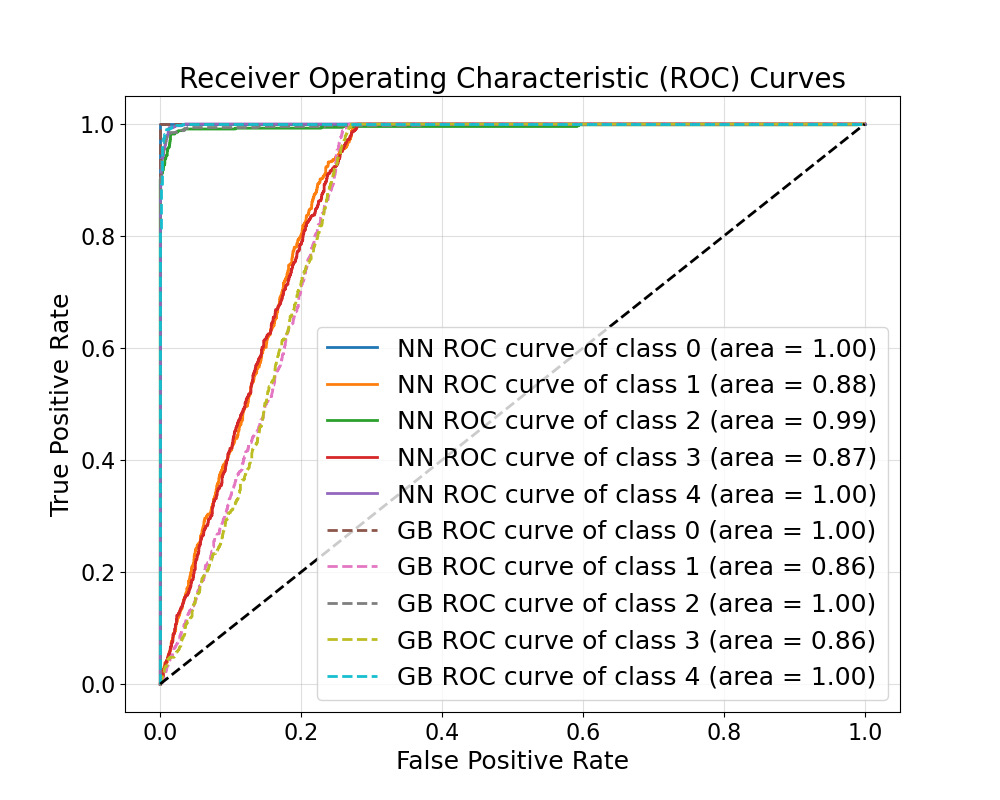 Receiver Operating Characteristic (ROC) Curves
1.0
0.8
0.6
0.4
0.2
0.0
True Positive Rate
NN ROC curve of class 0 (area = 1.00)
NN ROC curve of class 1 (area = 0.88)
NN ROC curve of class 2 (area = 0.99)
NN ROC curve of class 3 (area = 0.87)
NN ROC curve of class 4 (area = 1.00)
GB ROC curve of class 0 (area = 1.00)
GB ROC curve of class 1 (area = 0.86)
GB ROC curve of class 2 (area = 1.00)
GB ROC curve of class 3 (area = 0.86)
GB ROC curve of class 4 (area = 1.00)
0.0 0.2 0.4 0.6 0.8 1.0
False Positive Rate